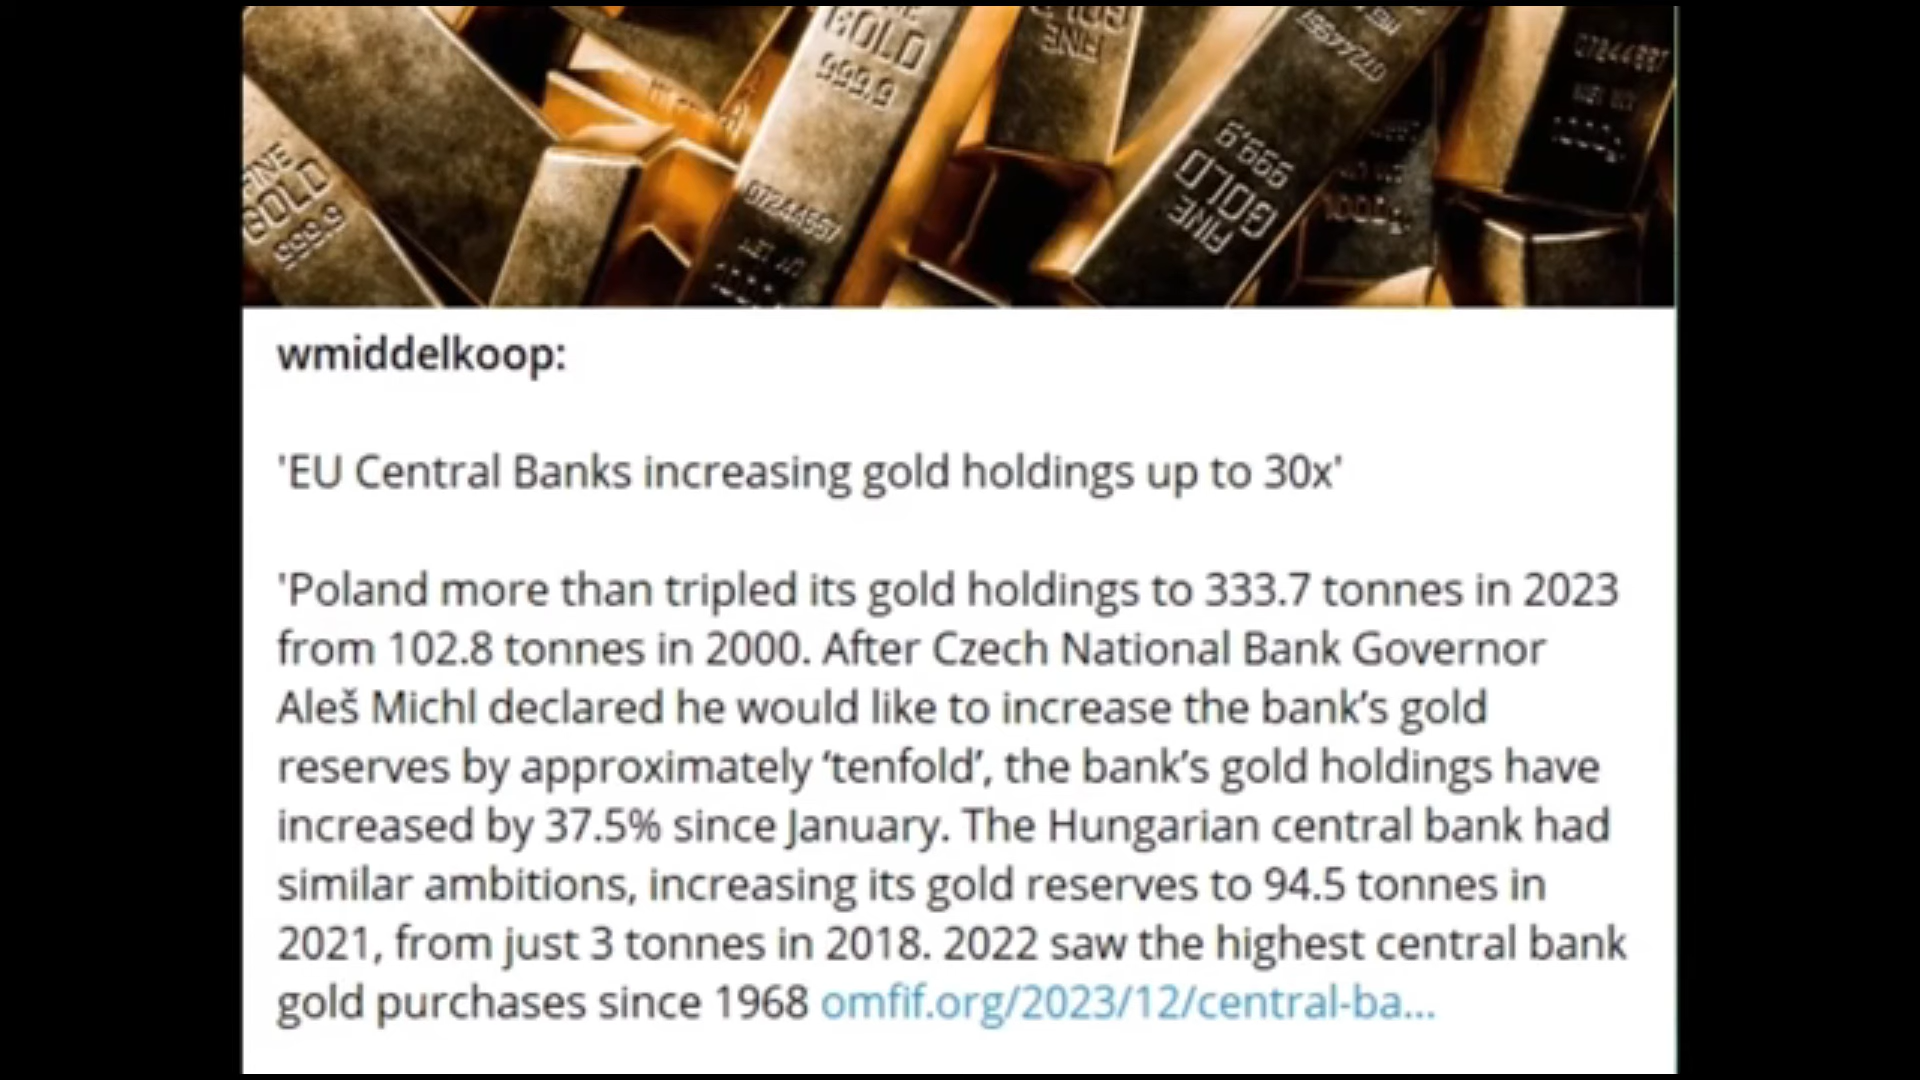 GOLD
999.9
FINE
GOLD
999.9
07244557
FINE
FINE
GOLD
999.9
1000g
wmiddelkoop:
'EU Central Banks increasing gold holdings up to 30x'
'Poland more than tripled its gold holdings to 333.7 tonnes in 2023
from 102.8 tonnes in 2000. After Czech National Bank Governor
Aleš Michl declared he would like to increase the bank’s gold
reserves by approximately ‘tenfold’, the bank’s gold holdings have
increased by 37.5% since January. The Hungarian central bank had
similar ambitions, increasing its gold reserves to 94.5 tonnes in
2021, from just 3 tonnes in 2018. 2022 saw the highest central bank
gold purchases since 1968 omfif.org/2023/12/central-ba...